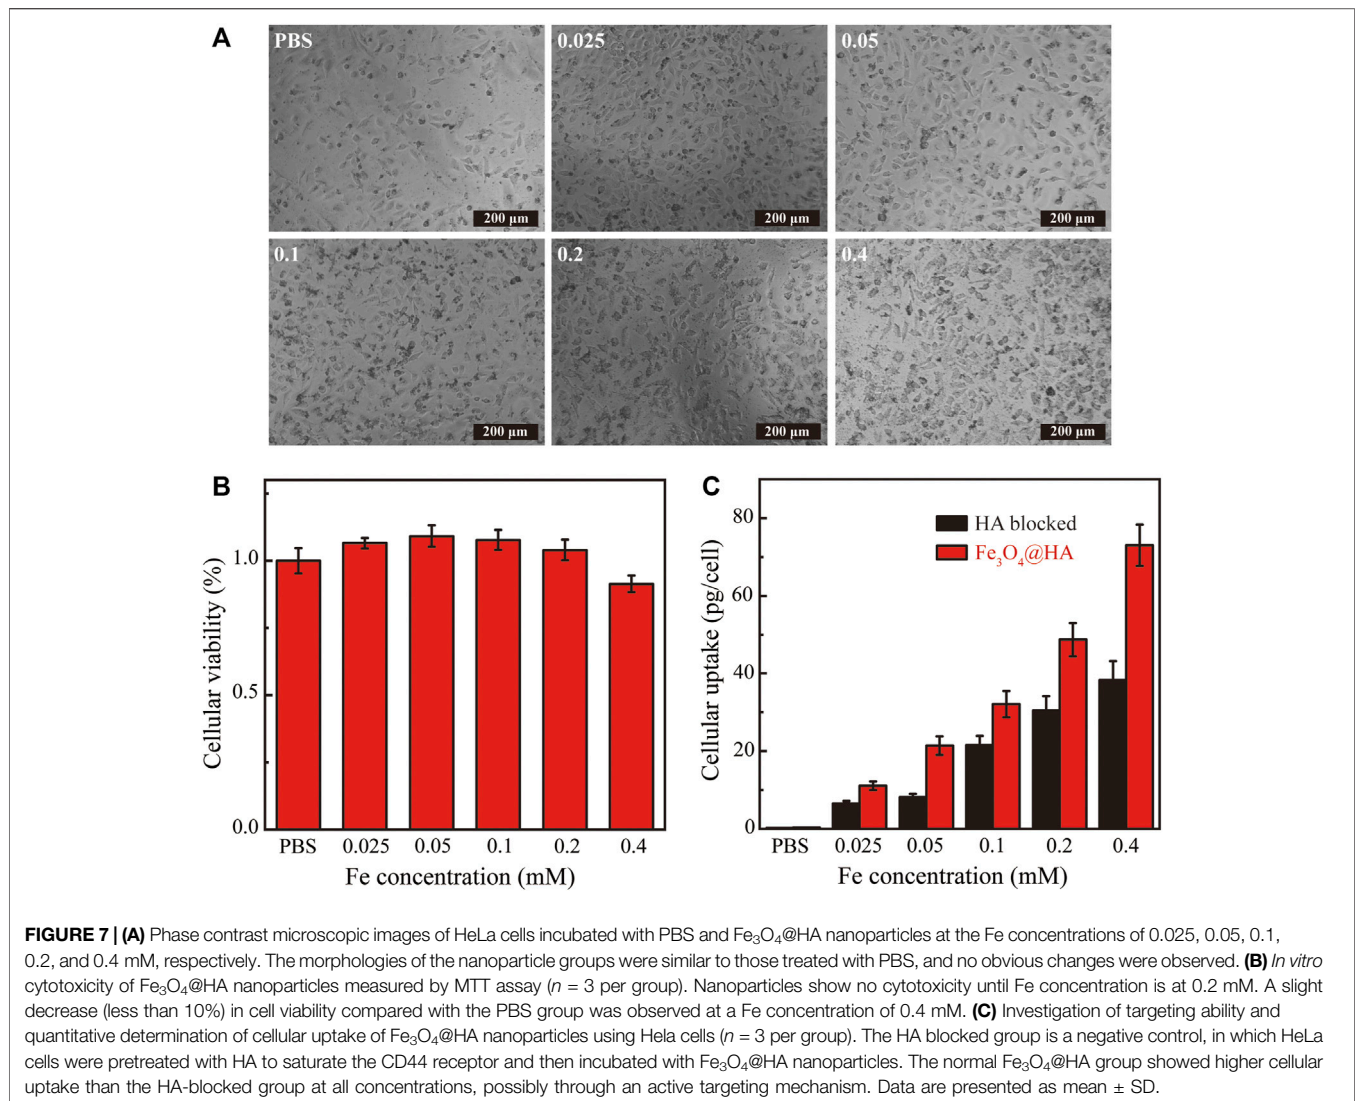 A
PBS
0.025
0.05
200 µm
200 µm
200 µm
0.1
0.2
0.4
200 µm
200 µm
200 µm
B
Cellular viability (%)
1.0
0.5
0.0
PBS
0.025
0.05
0.1
0.2
0.4
Fe concentration (mM)
C
Cellular uptake (pg/cell)
80
60
40
20
0
HA blocked
Fe₃O₄@HA
PBS
0.025
0.05
0.1
0.2
0.4
Fe concentration (mM)
FIGURE 7 | (A) Phase contrast microscopic images of HeLa cells incubated with PBS and Fe₃O₄@HA nanoparticles at the Fe concentrations of 0.025, 0.05, 0.1,
0.2, and 0.4 mM, respectively. The morphologies of the nanoparticle groups were similar to those treated with PBS, and no obvious changes were observed. (B) In vitro
cytotoxicity of Fe₃O₄@HA nanoparticles measured by MTT assay (n = 3 per group). Nanoparticles show no cytotoxicity until Fe concentration is at 0.2 mM. A slight
decrease (less than 10%) in cell viability compared with the PBS group was observed at a Fe concentration of 0.4 mM. (C) Investigation of targeting ability and
quantitative determination of cellular uptake of Fe₃O₄@HA nanoparticles using Hela cells (n = 3 per group). The HA blocked group is a negative control, in which HeLa
cells were pretreated with HA to saturate the CD44 receptor and then incubated with Fe₃O₄@HA nanoparticles. The normal Fe₃O₄@HA group showed higher cellular
uptake than the HA-blocked group at all concentrations, possibly through an active targeting mechanism. Data are presented as mean ± SD.